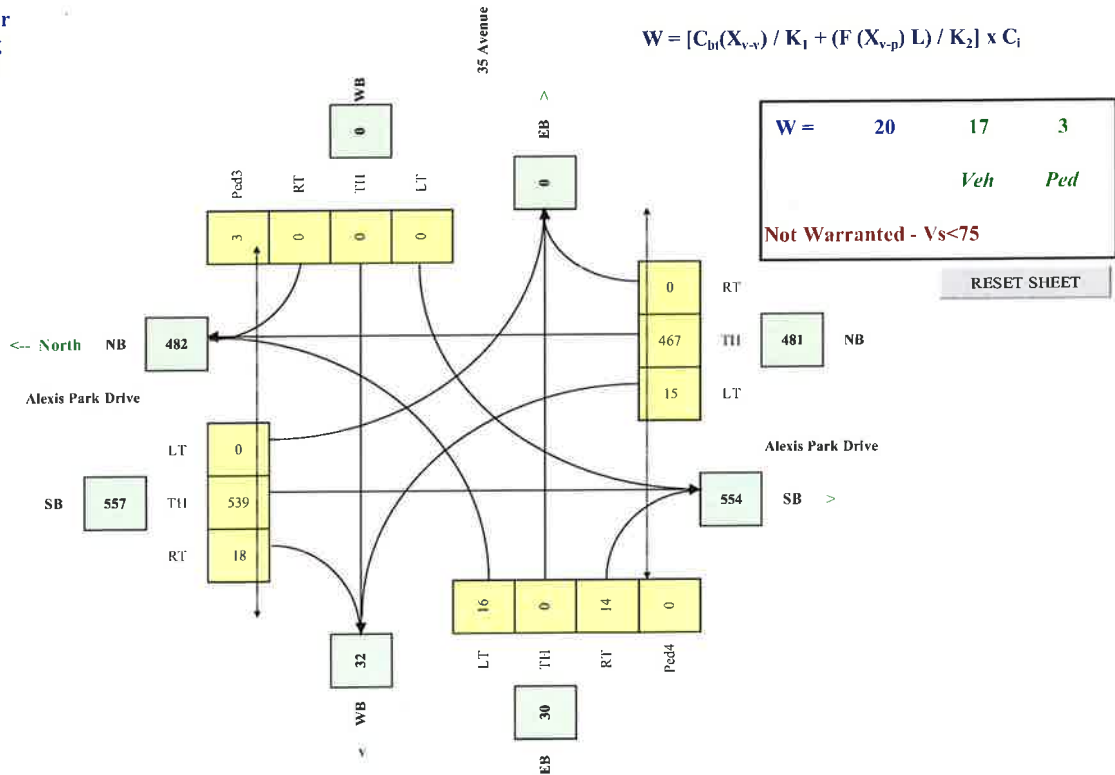 r
35 Avenue
W = [C_bt(X_v-v) / K_1 + (F (X_v-p) L) / K_2] x C_i
W = 20 17 3
Veh Ped
Not Warranted - Vs<75
RESET SHEET
WB
0
^
EB
0
Ped3 RT TH LT
3 0 0 0
0 RT
467 TH 481 NB
15 LT
<-- North NB 482
Alexis Park Drive
LT 0
SB 557 TH 539
RT 18
Alexis Park Drive
554 SB >
16 0 14 0
LT TH RT Ped4
32
WB
v
30
EB